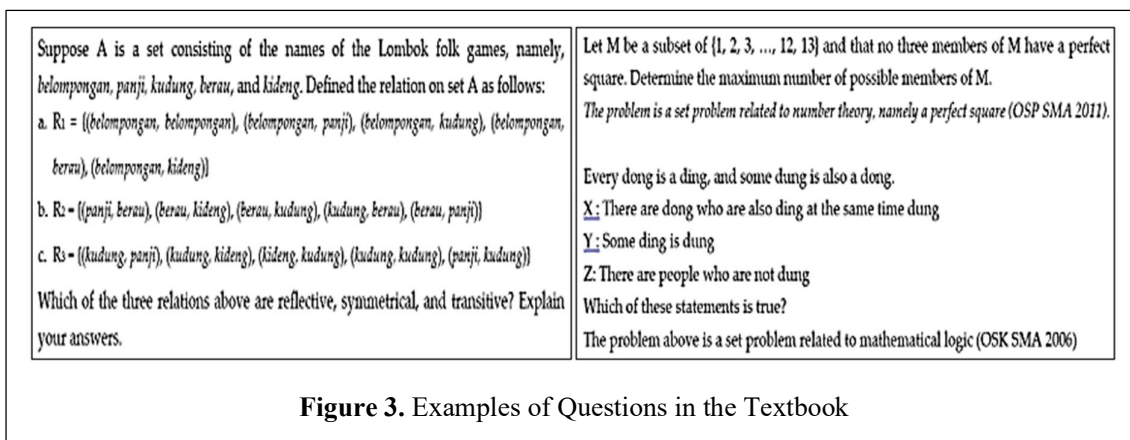 Suppose A is a set consisting of the names of the Lombok folk games, namely,
belompongan, panji, kudung, berau, and kideng. Defined the relation on set A as follows:
a. R1 = {(belompongan, belompongan), (belompongan, panji), (belompongan, kudung), (belompongan,
berau), (belompongan, kideng)}
b. R2 = {(panji, berau), (berau, kideng), (berau, kudung), (kudung, berau), (berau, panji)}
c. R3 = {(kudung, panji), (kudung, kideng), (kideng, kudung), (kudung, kudung), (panji, kudung)}
Which of the three relations above are reflective, symmetrical, and transitive? Explain
your answers.
Let M be a subset of {1, 2, 3, ..., 12, 13} and that no three members of M have a perfect
square. Determine the maximum number of possible members of M.
The problem is a set problem related to number theory, namely a perfect square (OSP SMA 2011).
Every dong is a ding, and some dung is also a dong.
X : There are dong who are also ding at the same time dung
Y : Some ding is dung
Z: There are people who are not dung
Which of these statements is true?
The problem above is a set problem related to mathematical logic (OSK SMA 2006)
Figure 3. Examples of Questions in the Textbook